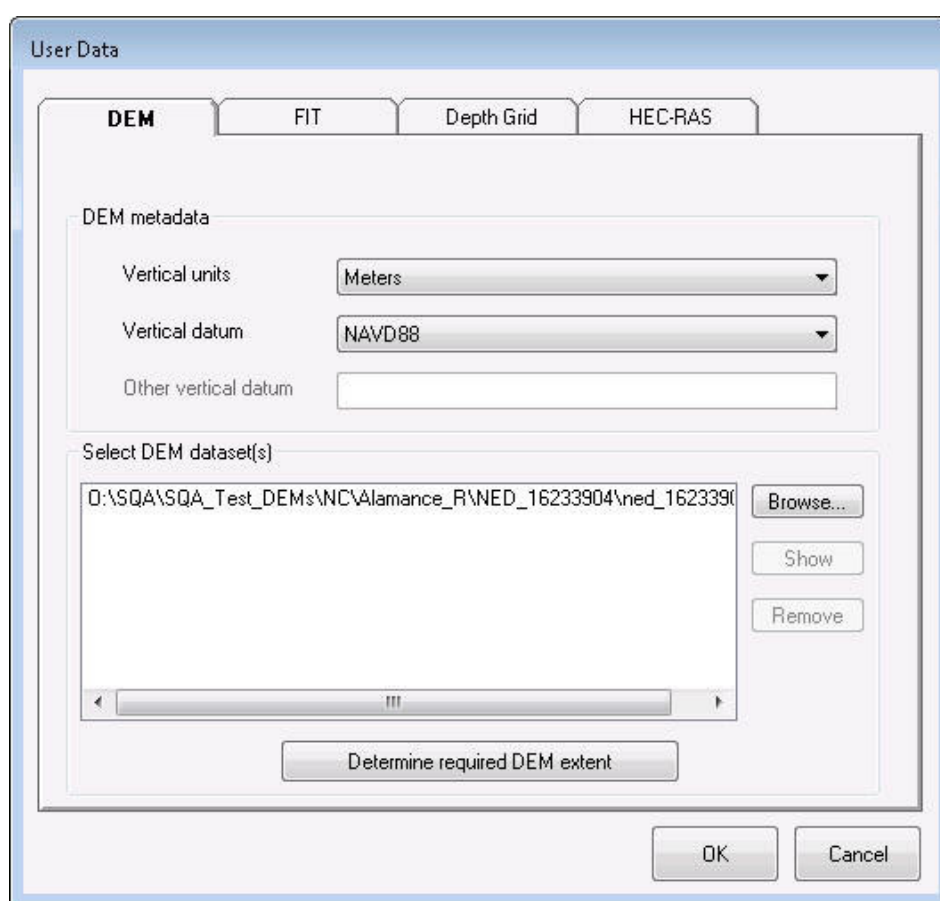 User Data
DEM FIT Depth Grid HEC-RAS
DEM metadata
Vertical units Meters
Vertical datum NAVD88
Other vertical datum
Select DEM dataset(s)
O:\SQA\SQA_Test_DEMs\NC\Alamance_R\NED_16233904\ned_1623390
Browse...
Show
Remove
Determine required DEM extent
OK Cancel